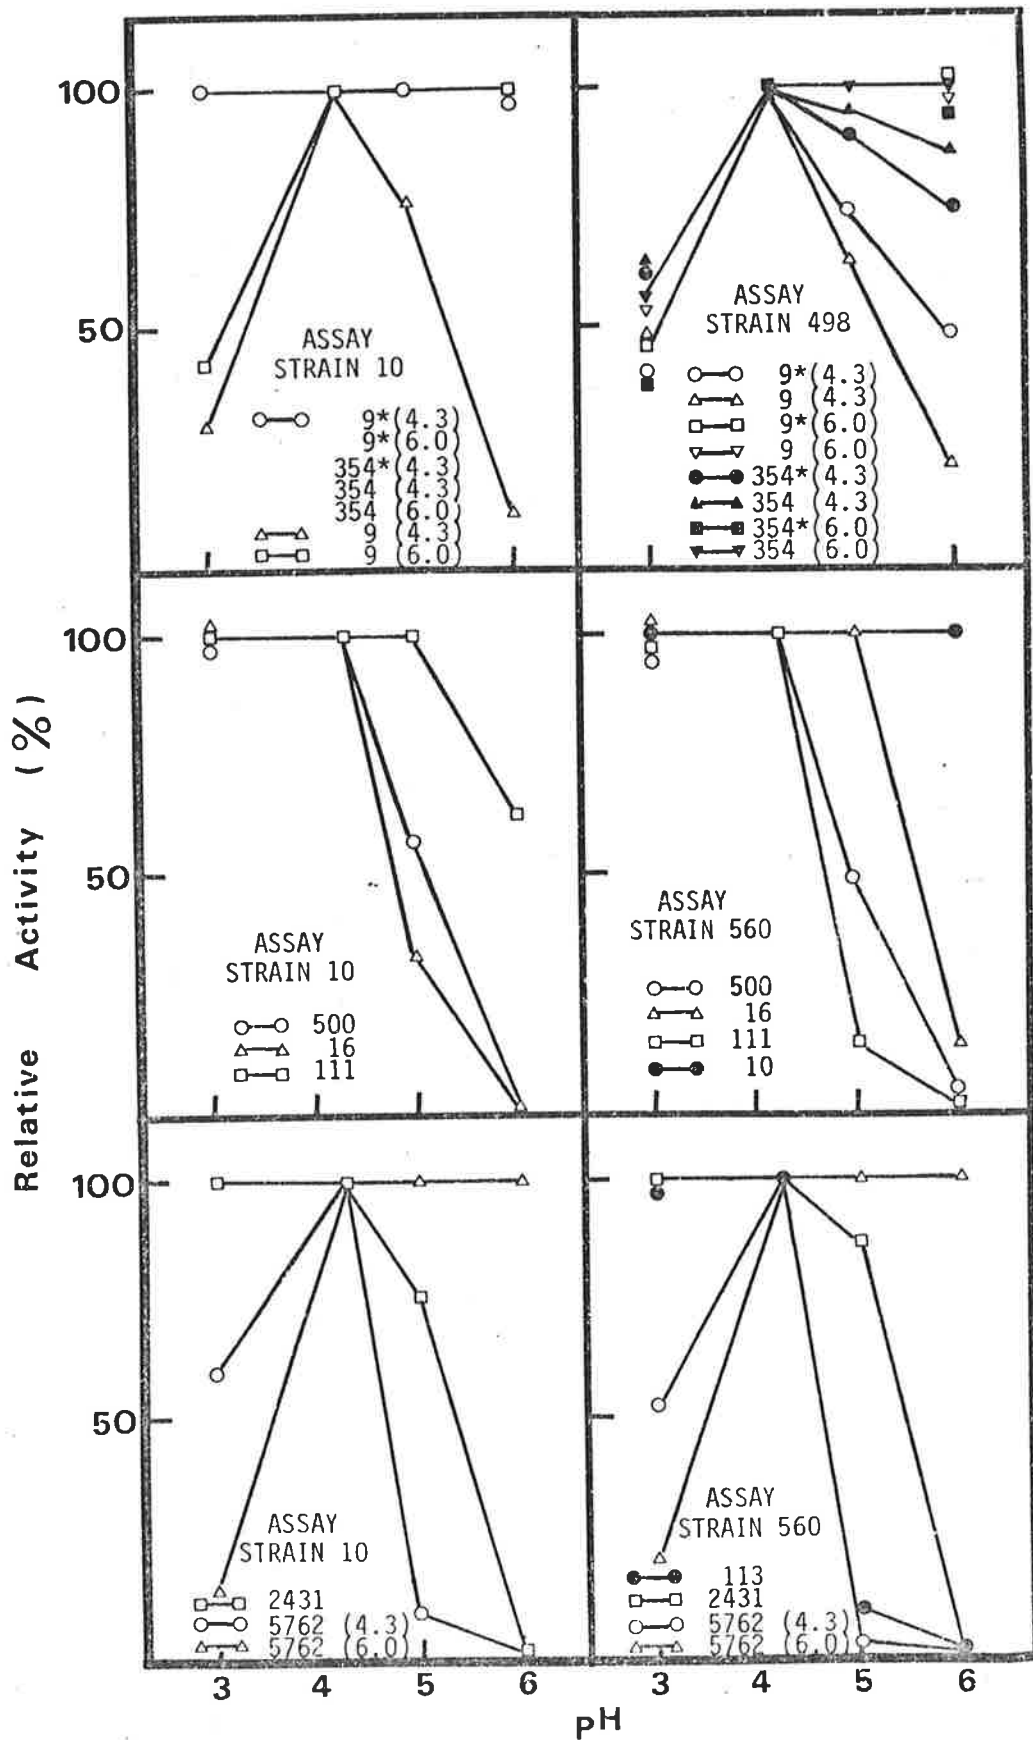 Relative Activity (%)
100
50
ASSAY
STRAIN 10
9*(4.3)
9*(6.0)
354*(4.3)
354 (4.3)
354 (6.0)
9 (4.3)
9 (6.0)
ASSAY
STRAIN 498
9*(4.3)
9 (4.3)
9*(6.0)
9 (6.0)
354*(4.3)
354 (4.3)
354*(6.0)
354 (6.0)
100
50
ASSAY
STRAIN 10
500
16
111
ASSAY
STRAIN 560
500
16
111
10
100
50
ASSAY
STRAIN 10
2431
5762 (4.3)
5762 (6.0)
ASSAY
STRAIN 560
113
2431
5762 (4.3)
5762 (6.0)
3 4 5 6 3 4 5 6
PH